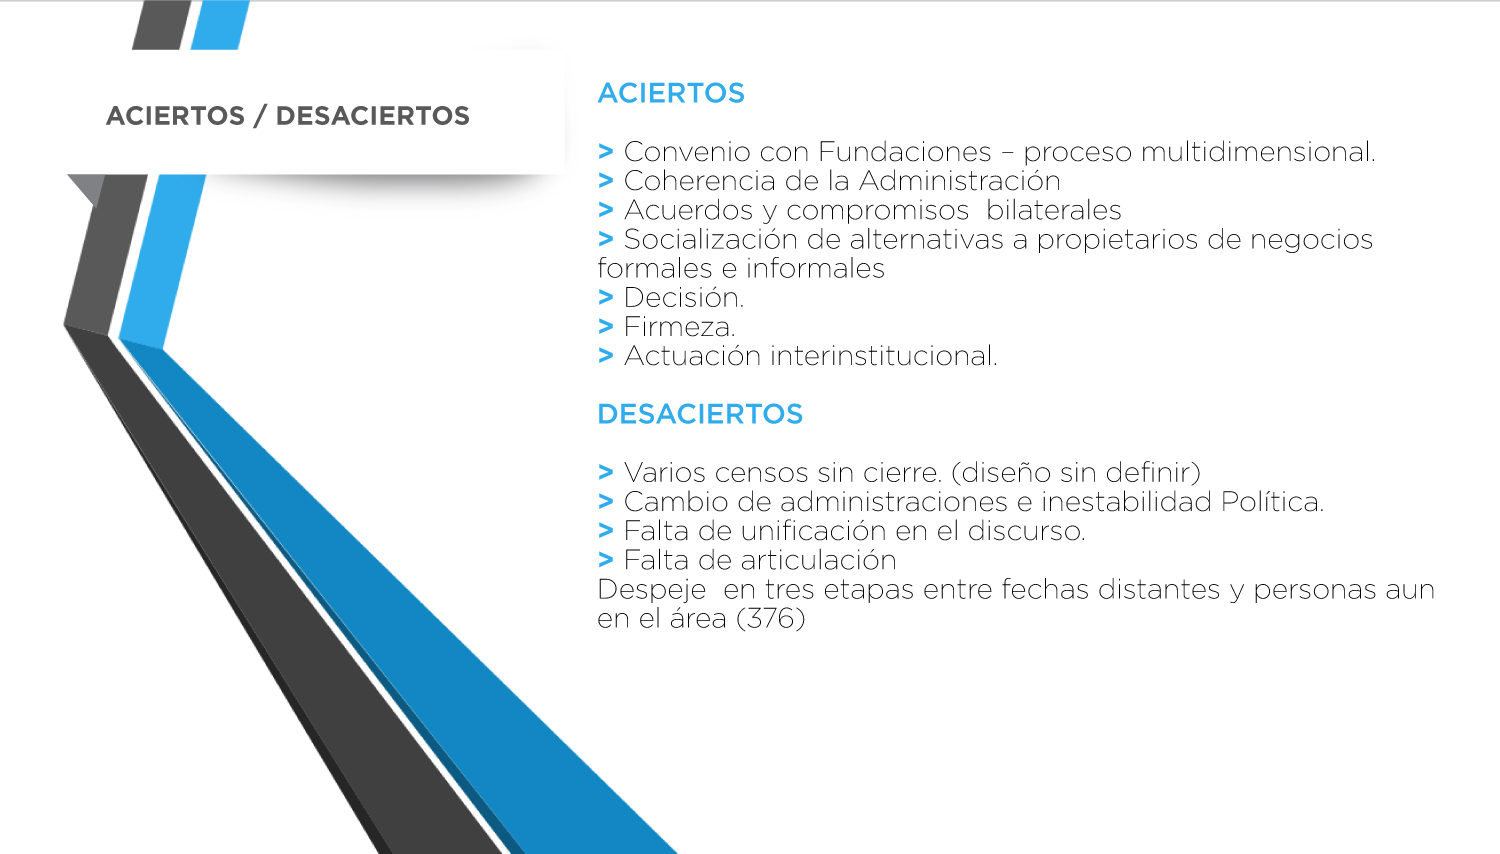 ACIERTOS / DESACIERTOS
ACIERTOS
> Convenio con Fundaciones – proceso multidimensional.
> Coherencia de la Administración
> Acuerdos y compromisos  bilaterales
> Socialización de alternativas a propietarios de negocios
formales e informales
> Decisión.
> Firmeza.
> Actuación interinstitucional.
DESACIERTOS
> Varios censos sin cierre. (diseño sin definir)
> Cambio de administraciones e inestabilidad Política.
> Falta de unificación en el discurso.
> Falta de articulación
Despeje  en tres etapas entre fechas distantes y personas aun
en el área (376)